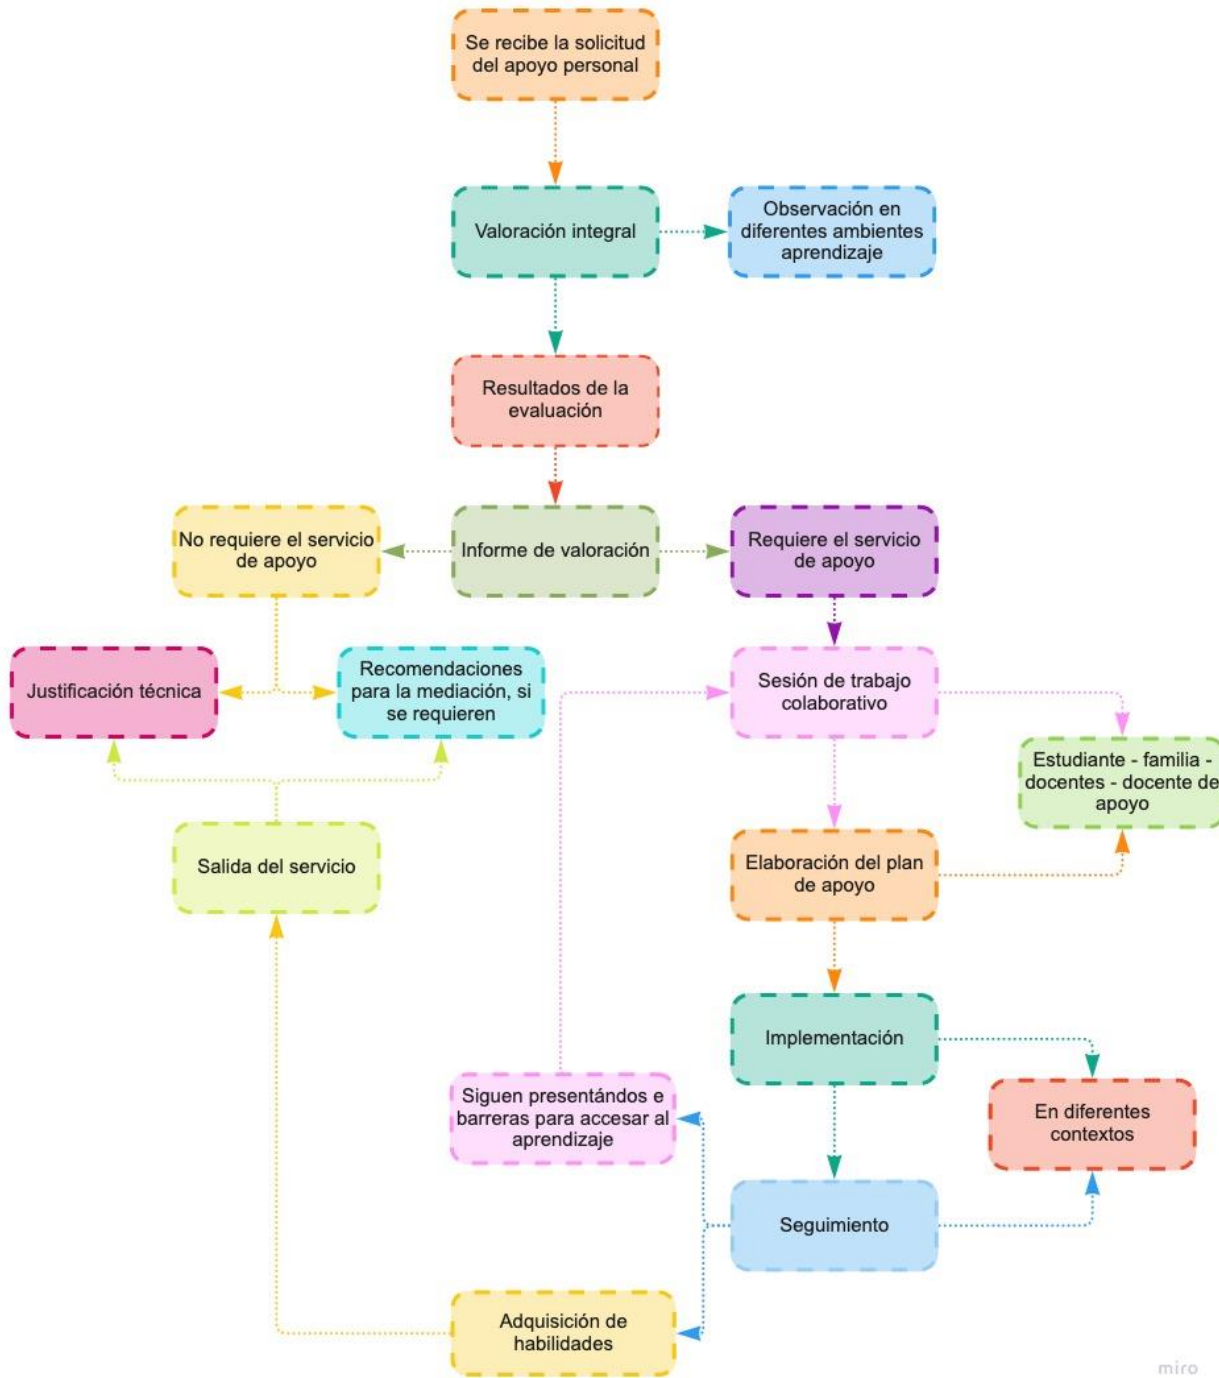 Se recibe la solicitud
del apoyo personal
Valoración integral
Observación en
diferentes ambientes
aprendizaje
Resultados de la
evaluación
No requiere el servicio
de apoyo
Informe de valoración
Requiere el servicio
de apoyo
Justificación técnica
Recomendaciones
para la mediación, si
se requieren
Sesión de trabajo
colaborativo
Estudiante - familia -
docentes - docente de
apoyo
Salida del servicio
Elaboración del plan
de apoyo
Implementación
Siguen presentándos e
barreras para accesar al
aprendizaje
En diferentes
contextos
Seguimiento
Adquisición de
habilidades
miro